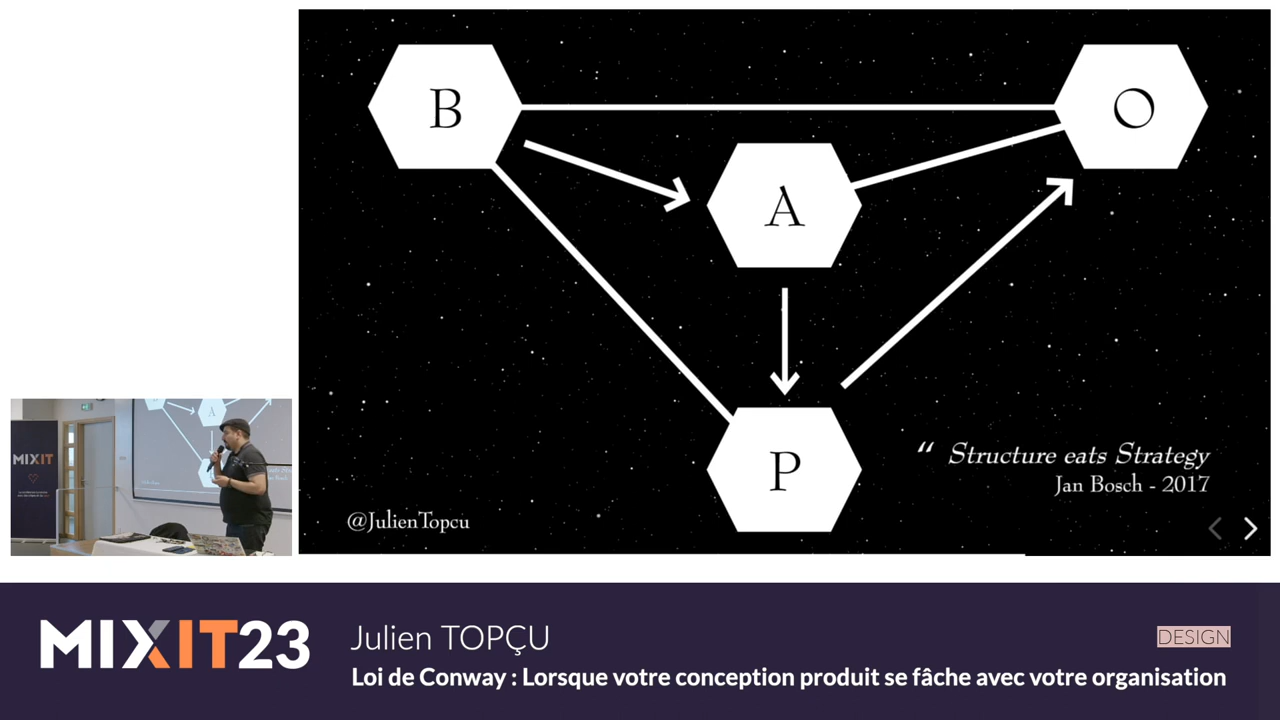 B
O
A
P
“ Structure eats Strategy
Jan Bosch - 2017
@JulienTopcu
MIXIT
A
MIXIT23
Julien TOPÇU
DESIGN
Loi de Conway : Lorsque votre conception produit se fâche avec votre organisation